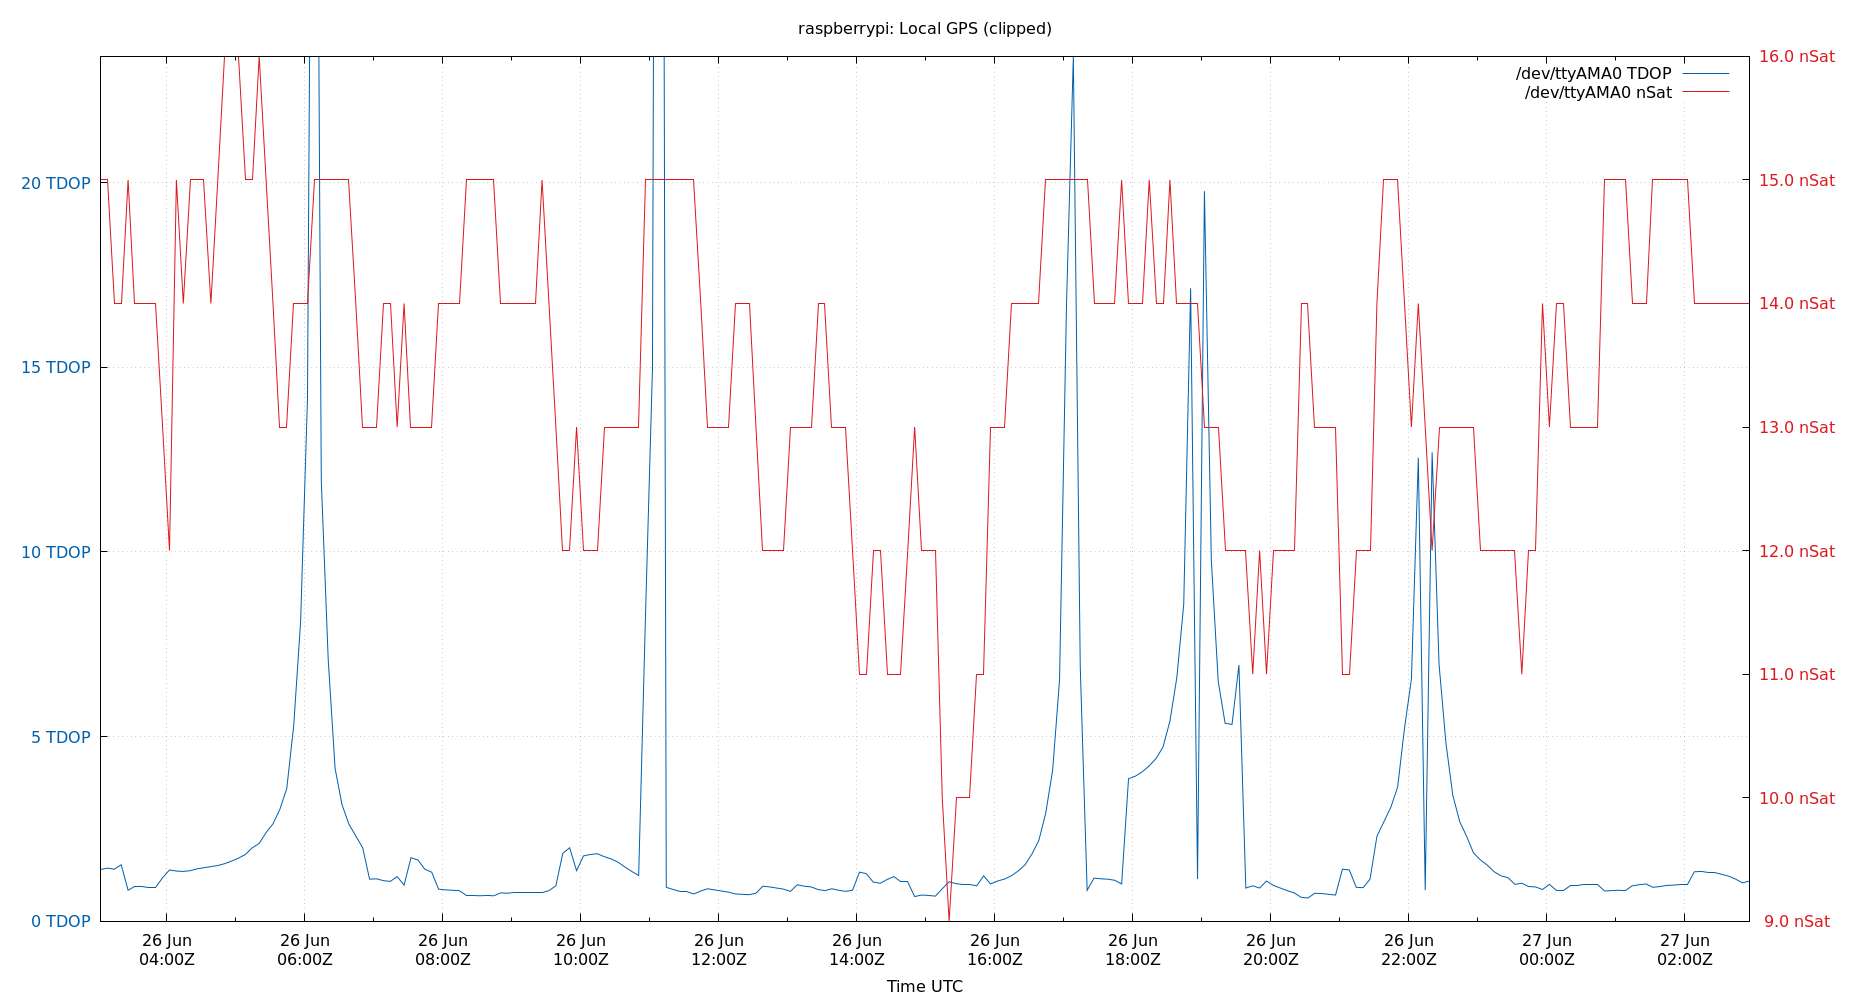 raspberrypi: Local GPS (clipped)
/dev/ttyAMA0 TDOP
/dev/ttyAMA0 nSat
20 TDOP
15 TDOP
10 TDOP
5 TDOP
0 TDOP
16.0 nSat
15.0 nSat
14.0 nSat
13.0 nSat
12.0 nSat
11.0 nSat
10.0 nSat
9.0 nSat
26 Jun
04:00Z
26 Jun
06:00Z
26 Jun
08:00Z
26 Jun
10:00Z
26 Jun
12:00Z
26 Jun
14:00Z
26 Jun
16:00Z
26 Jun
18:00Z
26 Jun
20:00Z
26 Jun
22:00Z
27 Jun
00:00Z
27 Jun
02:00Z
Time UTC